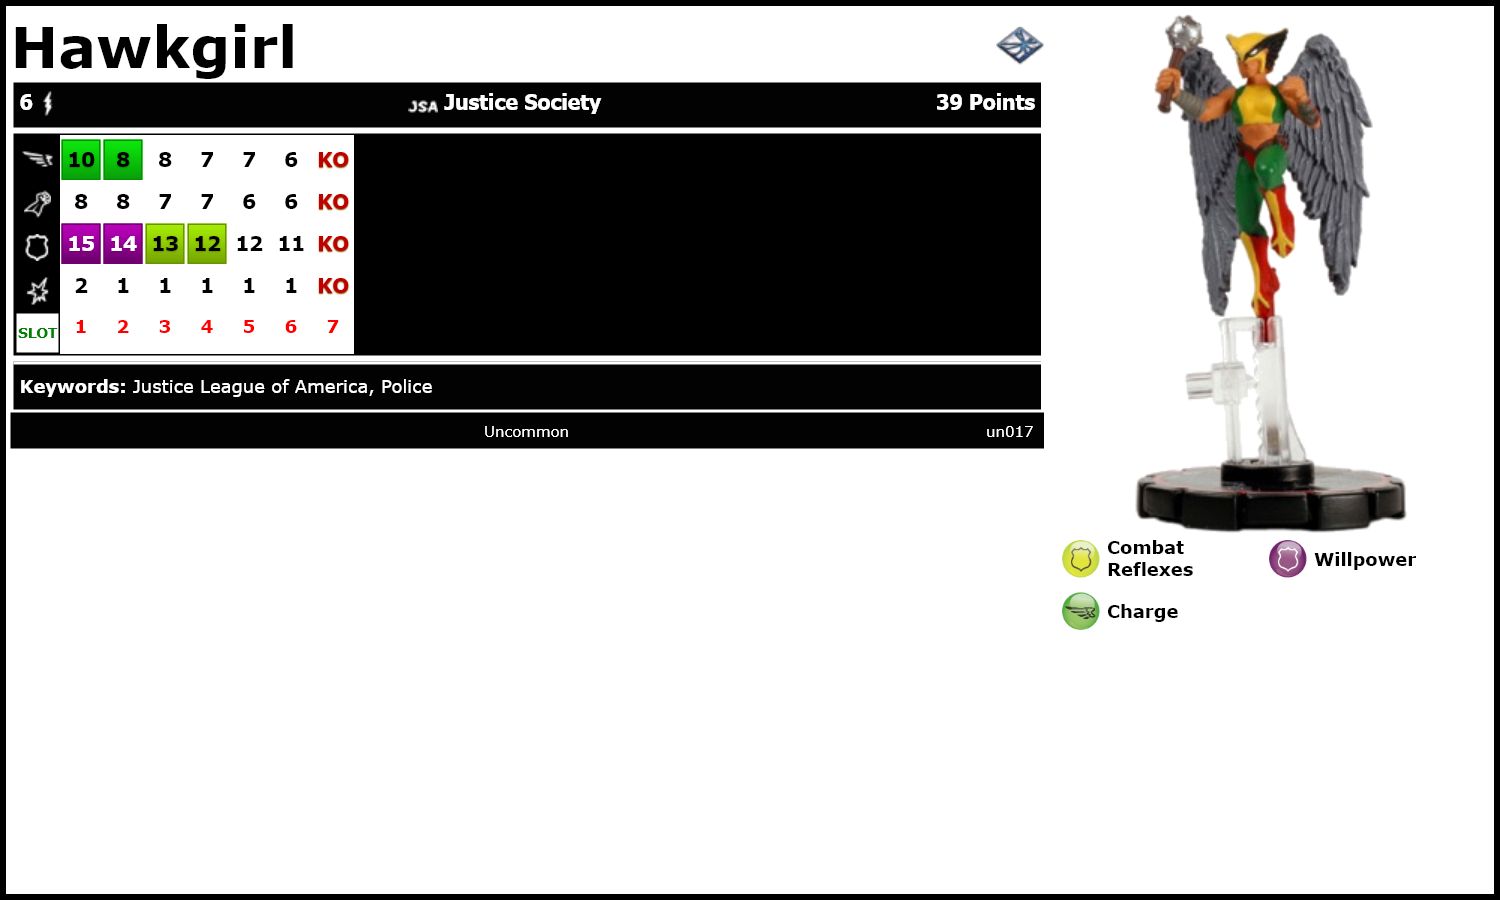 Hawkgirl
6 JSA Justice Society 39 Points
10 8 8 7 7 6 KO
8 8 7 7 6 6 KO
15 14 13 12 12 11 KO
2 1 1 1 1 1 KO
SLOT 1 2 3 4 5 6 7
Keywords: Justice League of America, Police
Uncommon un017
Combat
Reflexes
Willpower
Charge